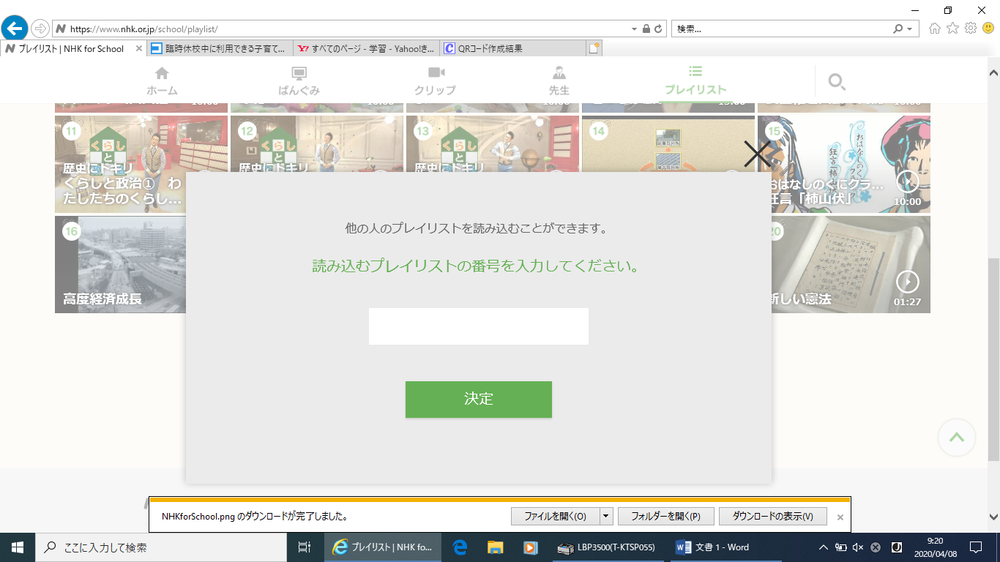 https://www.nhk.or.jp/school/playlist/
検索...
プレイリスト | NHK for School
臨時休校中に利用できる子育て...
すべてのページ - 学習 - Yahoo!き...
QRコード作成結果
ホーム
ばんぐみ
クリップ
先生
プレイリスト
11
歴史にドキリ
くらしと政治① わ
たしたちのくらし...
12
歴史にドキリ
13
歴史にドキリ
14
15
おはなしのくにクラ...
狂言「柿山伏」
10:00
16
高度経済成長
20
新しい憲法
01:27
他の人のプレイリストを読み込むことができます。
読み込むプレイリストの番号を入力してください。
決定
NHKforSchool.png のダウンロードが完了しました。
ファイルを開く(O)
フォルダーを開く(P)
ダウンロードの表示(V)
ここに入力して検索
プレイリスト | NHK fo...
LBP3500(T-KTSP055)
文書 1 - Word
9:20
2020/04/08